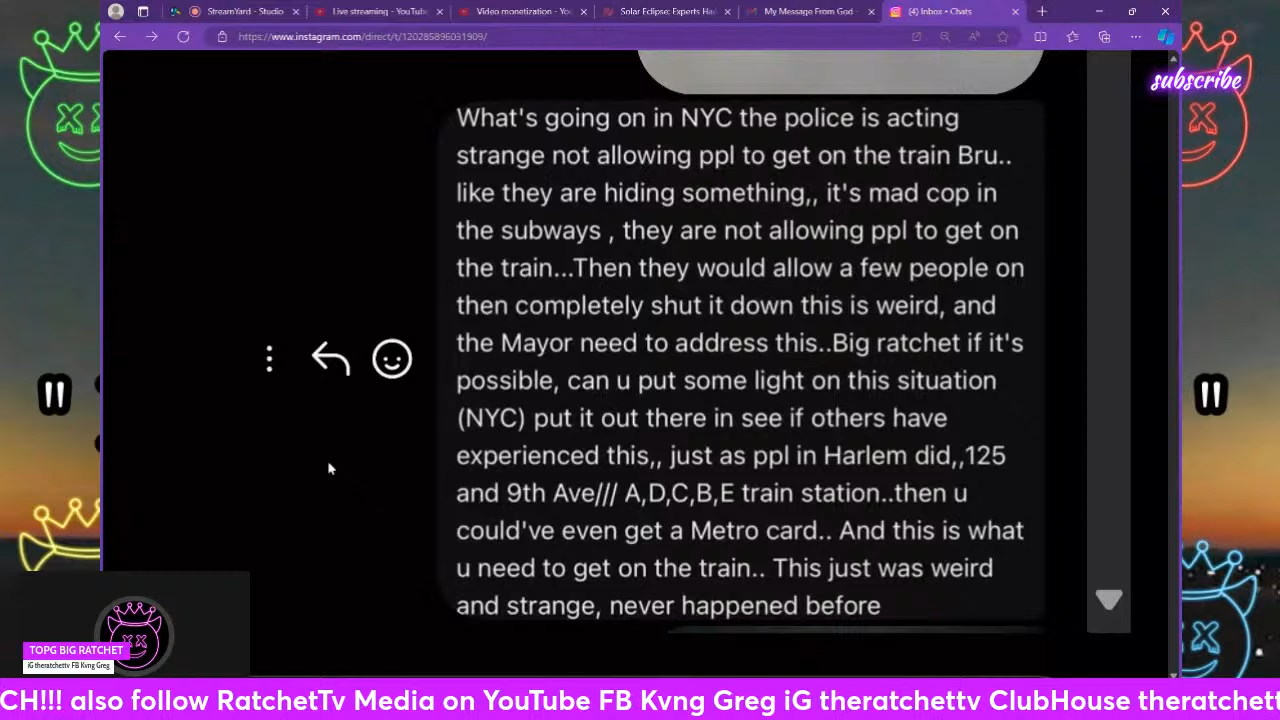 StreamYard - Studio
Live streaming - YouTube
Video monetization - Yo
Solar Eclipse: Experts Ha
My Message From God -
(4) Inbox • Chats
https://www.instagram.com/direct/t/120285896031909/
subscribe
What's going on in NYC the police is acting
strange not allowing ppl to get on the train Bru..
like they are hiding something,, it's mad cop in
the subways , they are not allowing ppl to get on
the train...Then they would allow a few people on
then completely shut it down this is weird, and
the Mayor need to address this..Big ratchet if it's
possible, can u put some light on this situation
(NYC) put it out there in see if others have
experienced this,, just as ppl in Harlem did,,125
and 9th Ave/// A,D,C,B,E train station..then u
could've even get a Metro card.. And this is what
u need to get on the train.. This just was weird
and strange, never happened before
TOPG BIG RATCHET
iG theratchettv FB Kvng Greg
CH!!! also follow RatchetTv Media on YouTube FB Kvng Greg iG theratchettv ClubHouse theratchett